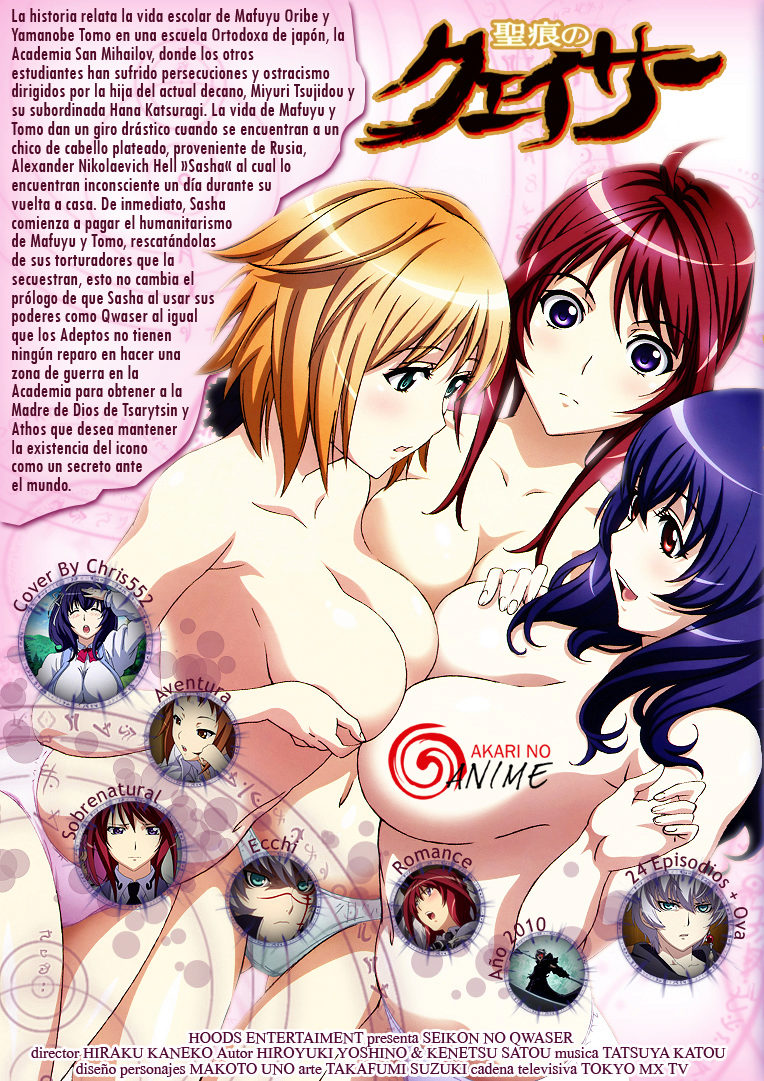 La historia relata la vida escolar de Mafuyu Oribe y
Yamanobe Tomo en una escuela Ortodoxa de japón, la
Academia San Mihailov, donde los otros
estudiantes han sufrido persecuciones y ostracismo
dirigidos por la hija del actual decano, Miyuri Tsujidou y
su subordinada Hana Katsuragi. La vida de Mafuyu y
Tomo dan un giro drástico cuando se encuentran a un
chico de cabello plateado, proveniente de Rusia,
Alexander Nikolaevich Hell »Sasha« al cual lo
encuentran inconsciente un día durante su
vuelta a casa. De inmediato, Sasha
comienza a pagar el humanitarismo
de Mafuyu y Tomo, rescatándolas
de sus torturadores que la
secuestran, esto no cambia el
prólogo de que Sasha al usar sus
poderes como Qwaser al igual
que los Adeptos no tienen
ningún reparo en hacer una
zona de guerra en la
Academia para obtener a la
Madre de Dios de Tsarytsin y
Athos que desea mantener
la existencia del icono
como un secreto ante
el mundo.
聖痕の
クェイサー
Cover By Chris552
Aventura
Sobrenatural
Ecchi
Romance
Año 2010
24 Episodios + Ova
AKARI NO
ANIME
HOODS ENTERTAIMENT presenta SEIKON NO QWASER
director HIRAKU KANEKO Autor HIROYUKI YOSHINO & KENETSU SATOU musica TATSUYA KATOU
diseño personajes MAKOTO UNO arte TAKAFUMI SUZUKI cadena televisiva TOKYO MX TV